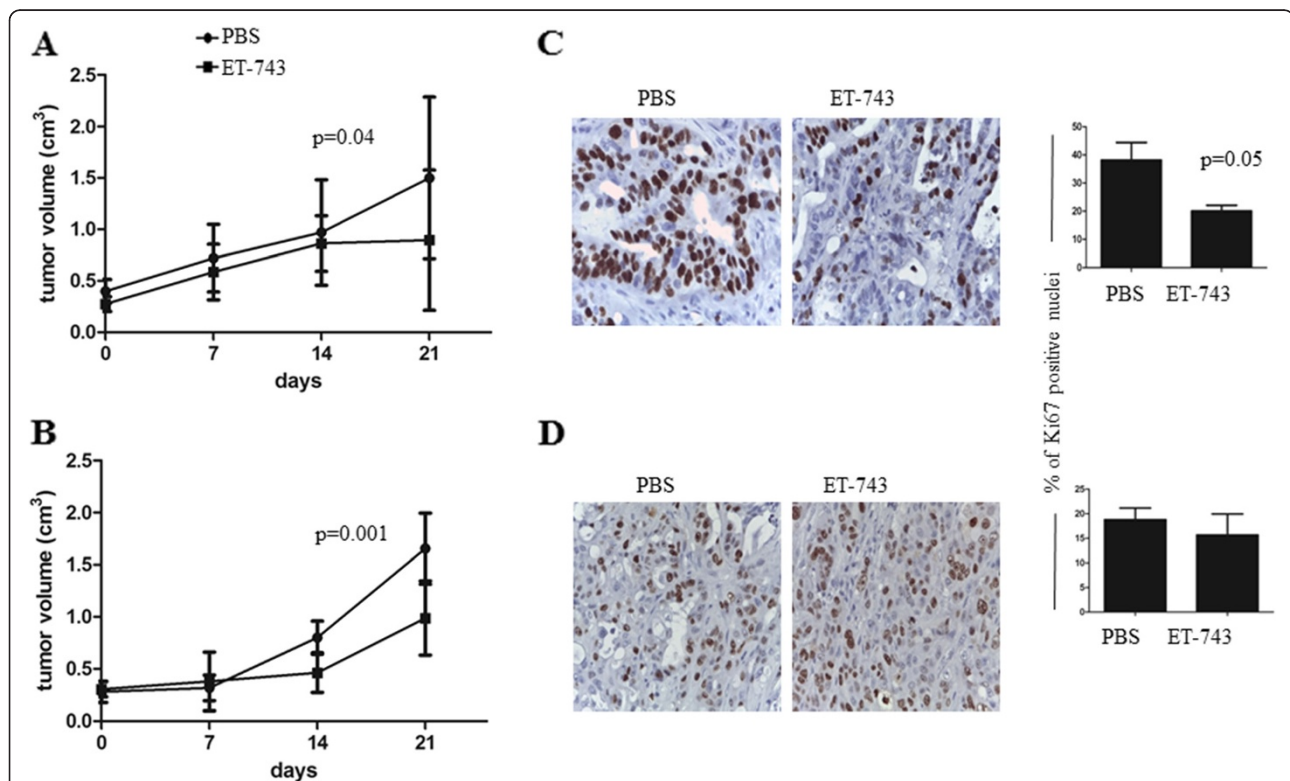 A
PBS
ET-743
2.5
2.0
1.5
1.0
0.5
0.0
tumor volume (cm³)
p=0.04
0 7 14 21
days
B
2.5
2.0
1.5
1.0
0.5
0.0
tumor volume (cm³)
p=0.001
0 7 14 21
days
C
PBS ET-743
50
40
30
20
10
0
p=0.05
PBS ET-743
% of Ki67 positive nuclei
D
PBS ET-743
25
20
15
10
5
0
PBS ET-743